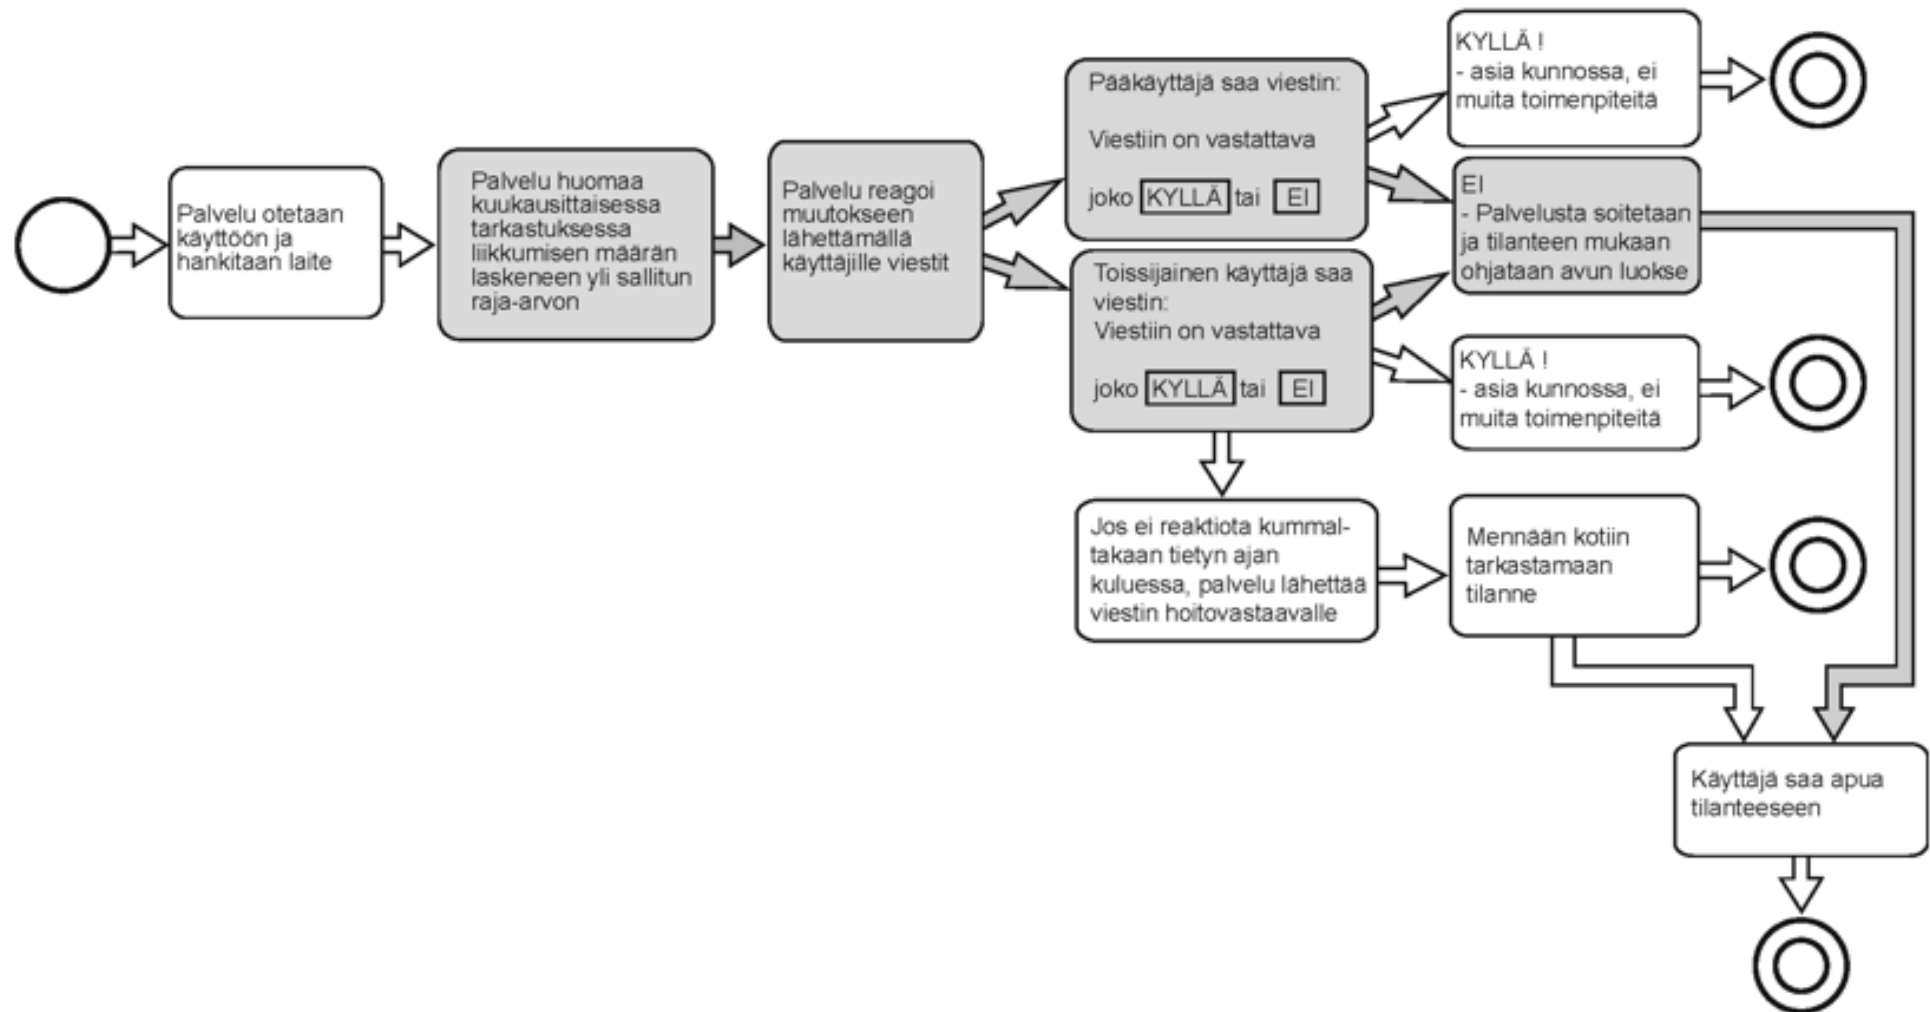 Palvelu otetaan
käyttöön ja
hankitaan laite
Palvelu huomaa
kuukausittaisessa
tarkastuksessa
liikkumisen määrän
laskeneen yli sallitun
raja-arvon
Palvelu reagoi
muutokseen
lähettämällä
käyttäjille viestit
Pääkäyttäjä saa viestin:
Viestiin on vastattava
joko KYLLÄ tai EI
Toissijainen käyttäjä saa
viestin:
Viestiin on vastattava
joko KYLLÄ tai EI
KYLLÄ !
- asia kunnossa, ei
muita toimenpiteitä
EI
- Palvelusta soitetaan
ja tilanteen mukaan
ohjataan avun luokse
KYLLÄ !
- asia kunnossa, ei
muita toimenpiteitä
Jos ei reaktiota kummal-
takaan tietyn ajan
kuluessa, palvelu lähettää
viestin hoitovastaavalle
Mennään kotiin
tarkastamaan
tilanne
Käyttäjä saa apua
tilanteeseen